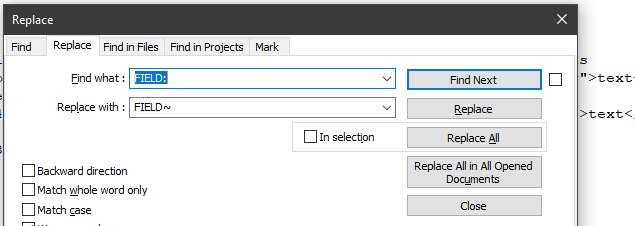 Replace
Find Replace Find in Files Find in Projects Mark
Find what : FIELD: Find Next
">text
Replace with : FIELD~ Replace
In selection Replace All
>text</
Backward direction
Replace All in All Opened Documents
Match whole word only
Match case
Close